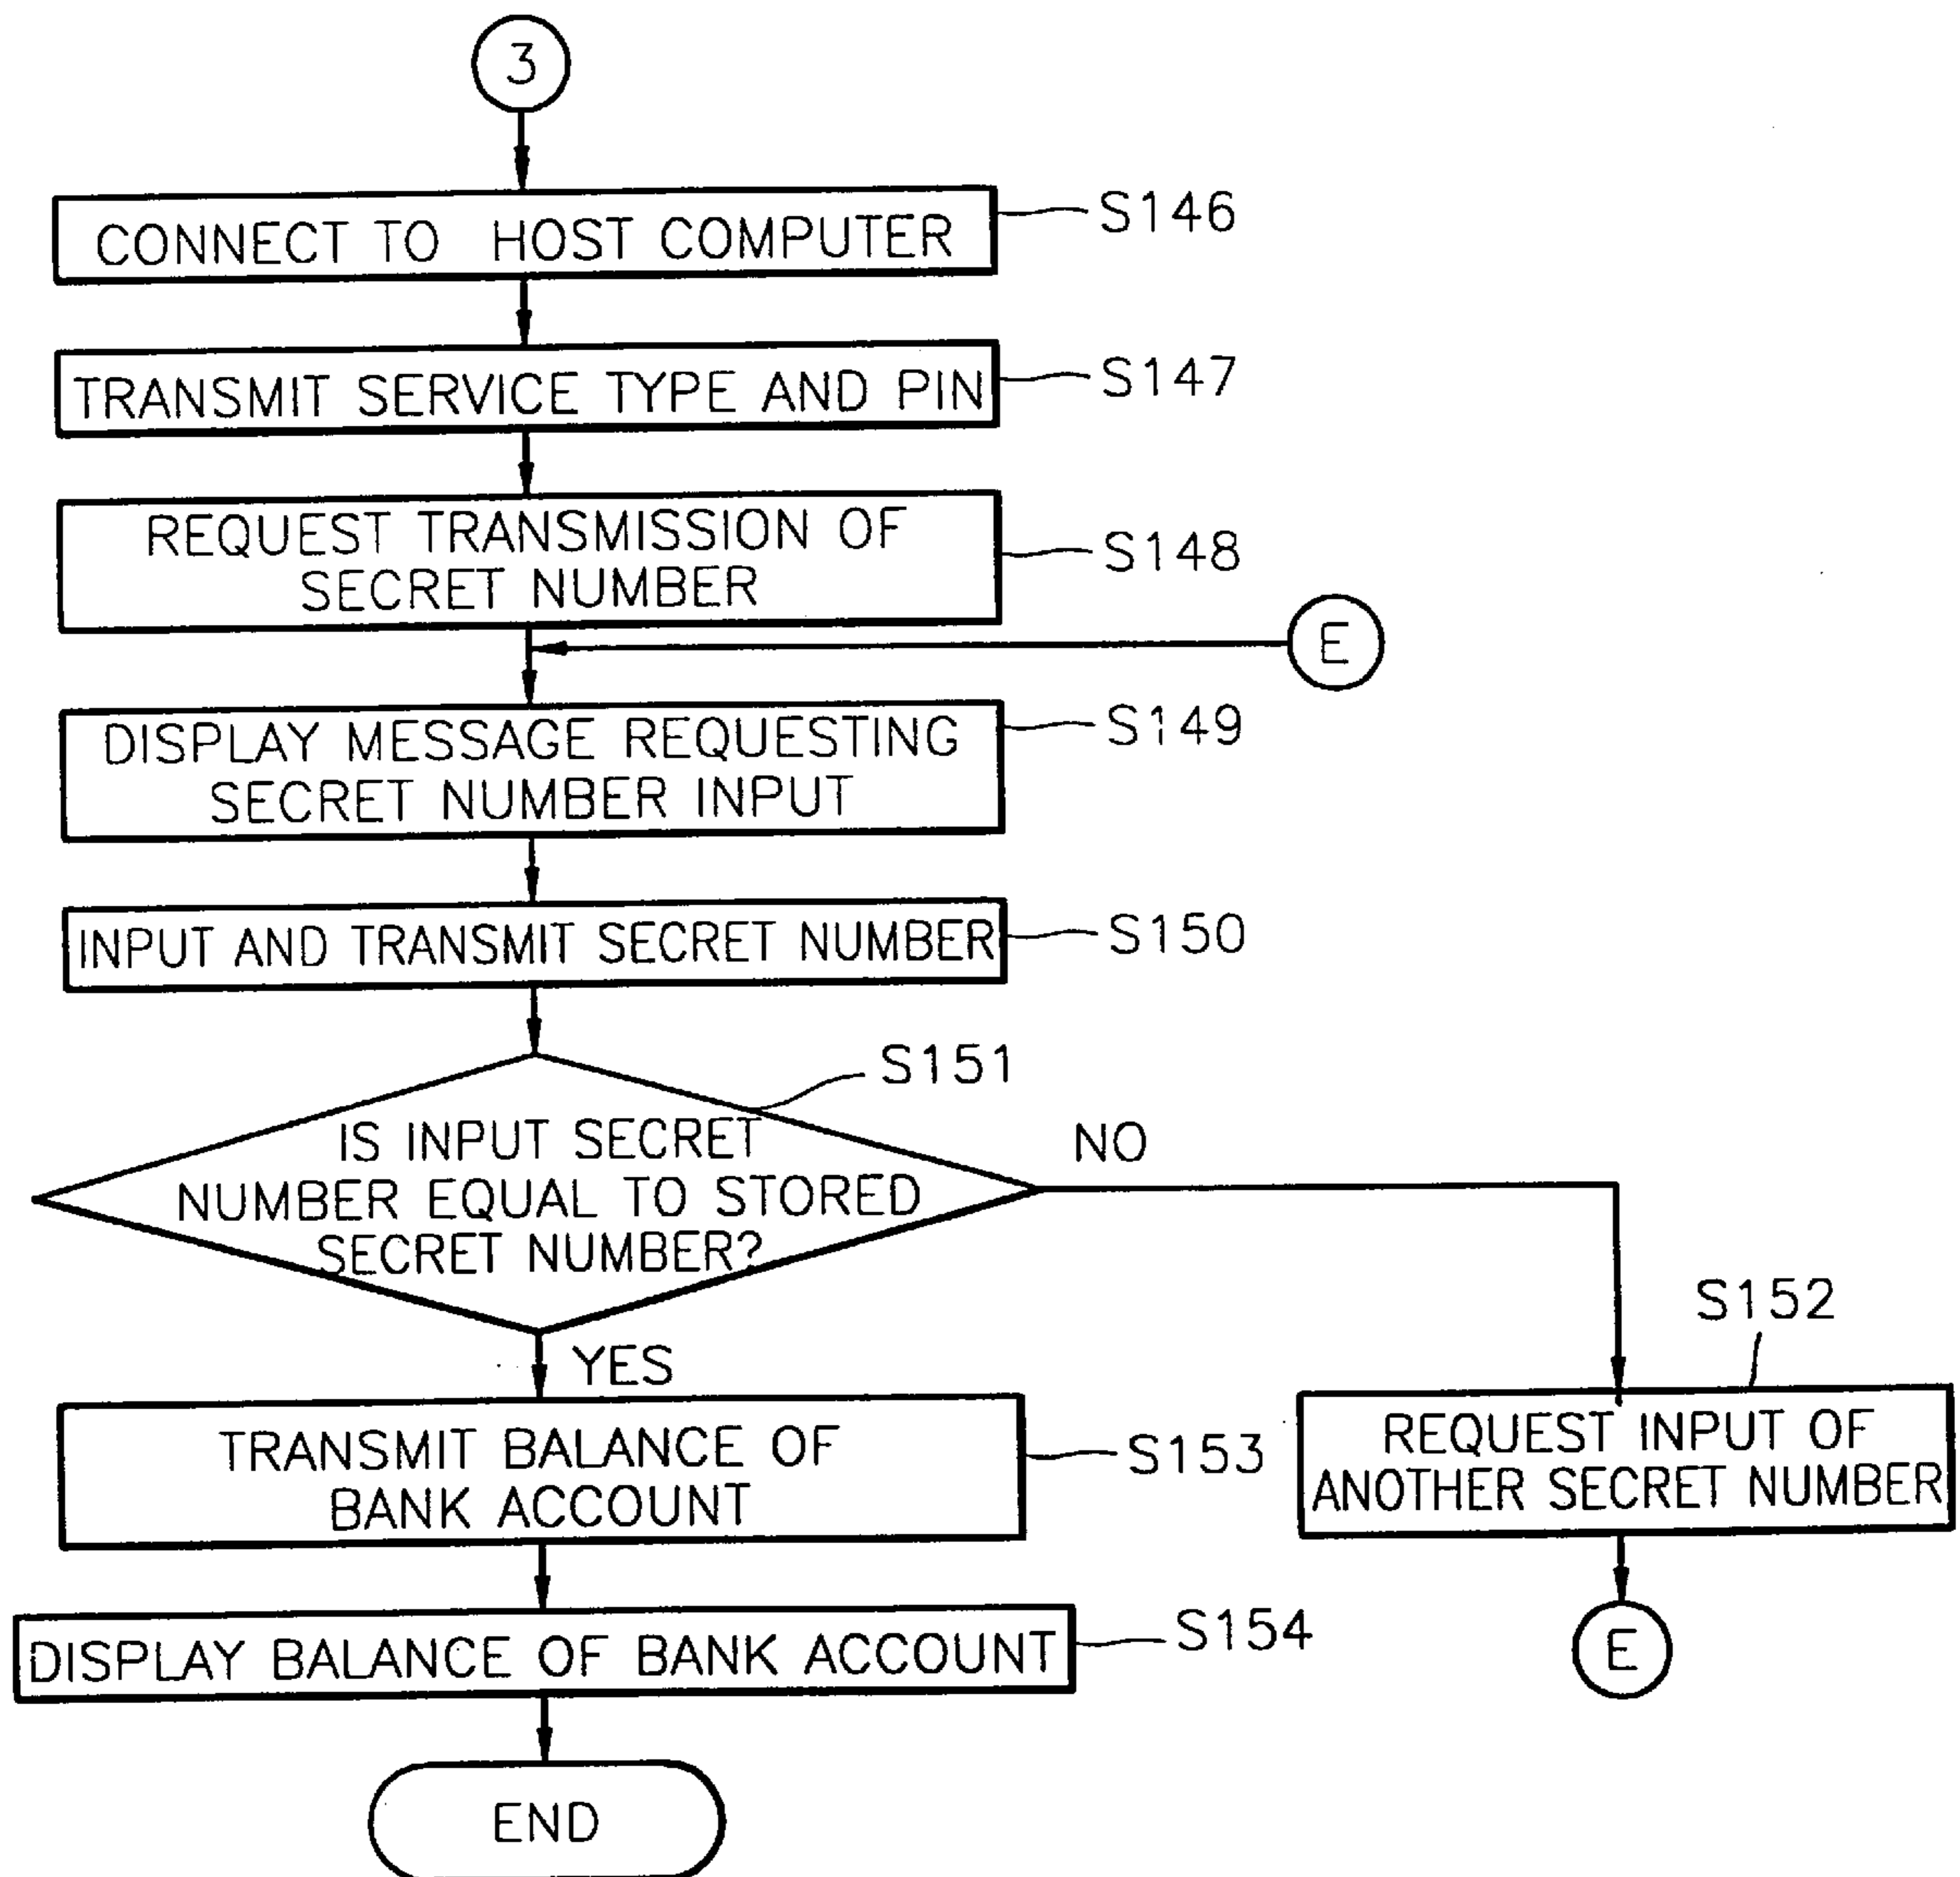 3
CONNECT TO HOST COMPUTER
S146
TRANSMIT SERVICE TYPE AND PIN
S147
REQUEST TRANSMISSION OF
SECRET NUMBER
S148
E
DISPLAY MESSAGE REQUESTING
SECRET NUMBER INPUT
S149
INPUT AND TRANSMIT SECRET NUMBER
S150
S151
IS INPUT SECRET
NUMBER EQUAL TO STORED
SECRET NUMBER?
NO
YES
S152
REQUEST INPUT OF
ANOTHER SECRET NUMBER
E
TRANSMIT BALANCE OF
BANK ACCOUNT
S153
DISPLAY BALANCE OF BANK ACCOUNT
S154
END